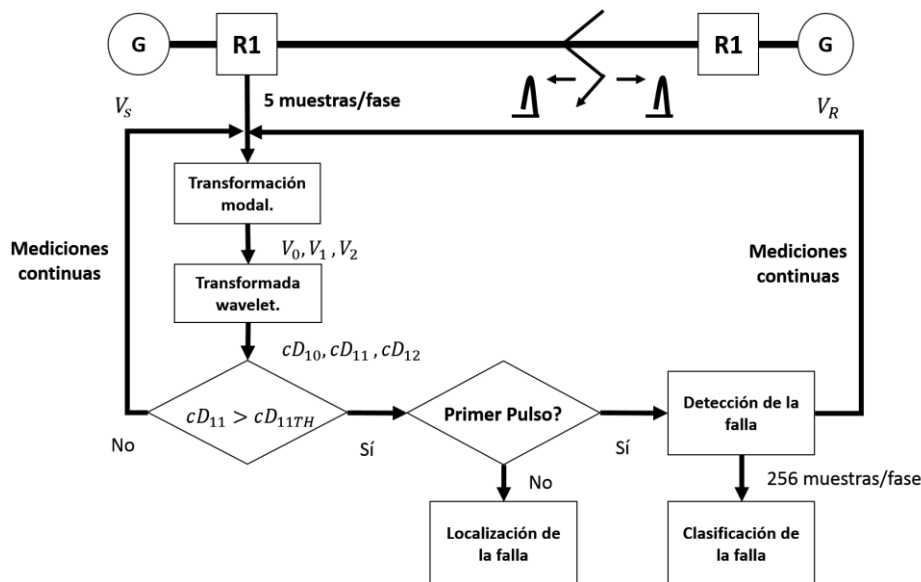 G
R1
R1
G
V_S
5 muestras/fase
V_R
Transformación
modal.
Mediciones
continuas
V_0, V_1, V_2
Mediciones
continuas
Transformada
wavelet.
cD_10, cD_11, cD_12
cD_11 > cD_11TH
Primer Pulso?
Detección de la
falla
No
Sí
Sí
No
256 muestras/fase
Localización de
la falla
Clasificación de
la falla